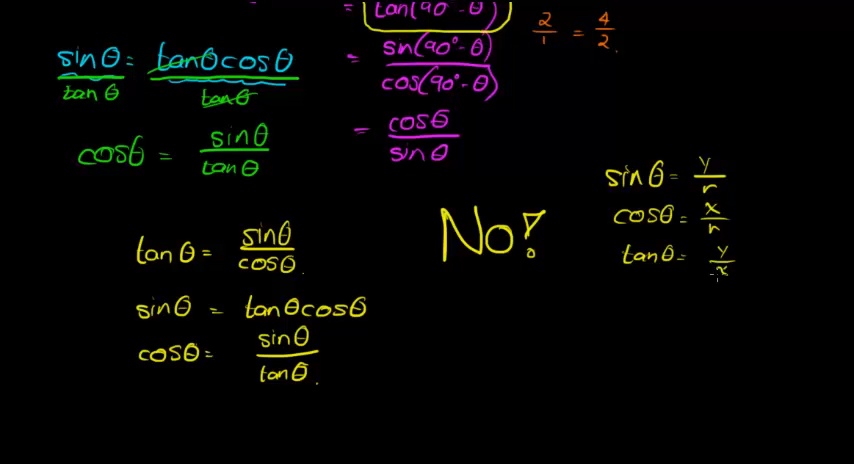 = tan(90° - θ)
2/1 = 4/2.
sinθ/tanθ = tanθcosθ/tanθ
= sin(90° - θ)/cos(90° - θ)
cosθ = sinθ/tanθ
= cosθ/sinθ
tanθ = sinθ/cosθ.
sinθ = tanθcosθ
cosθ = sinθ/tanθ.
No!
sinθ = y/r
cosθ = x/r
tanθ = y/x